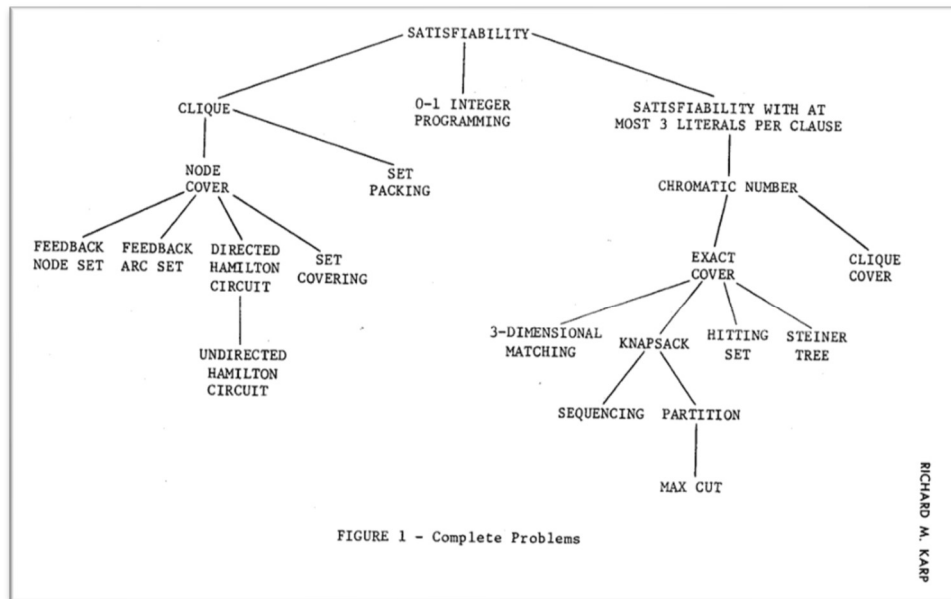 SATISFIABILITY
CLIQUE
0-1 INTEGER
PROGRAMMING
SATISFIABILITY WITH AT
MOST 3 LITERALS PER CLAUSE
NODE
COVER
SET
PACKING
CHROMATIC NUMBER
FEEDBACK
NODE SET
FEEDBACK
ARC SET
DIRECTED
HAMILTON
CIRCUIT
SET
COVERING
EXACT
COVER
CLIQUE
COVER
3-DIMENSIONAL
MATCHING
KNAPSACK
HITTING
SET
STEINER
TREE
UNDIRECTED
HAMILTON
CIRCUIT
SEQUENCING
PARTITION
MAX CUT
FIGURE 1 - Complete Problems
RICHARD M. KARP